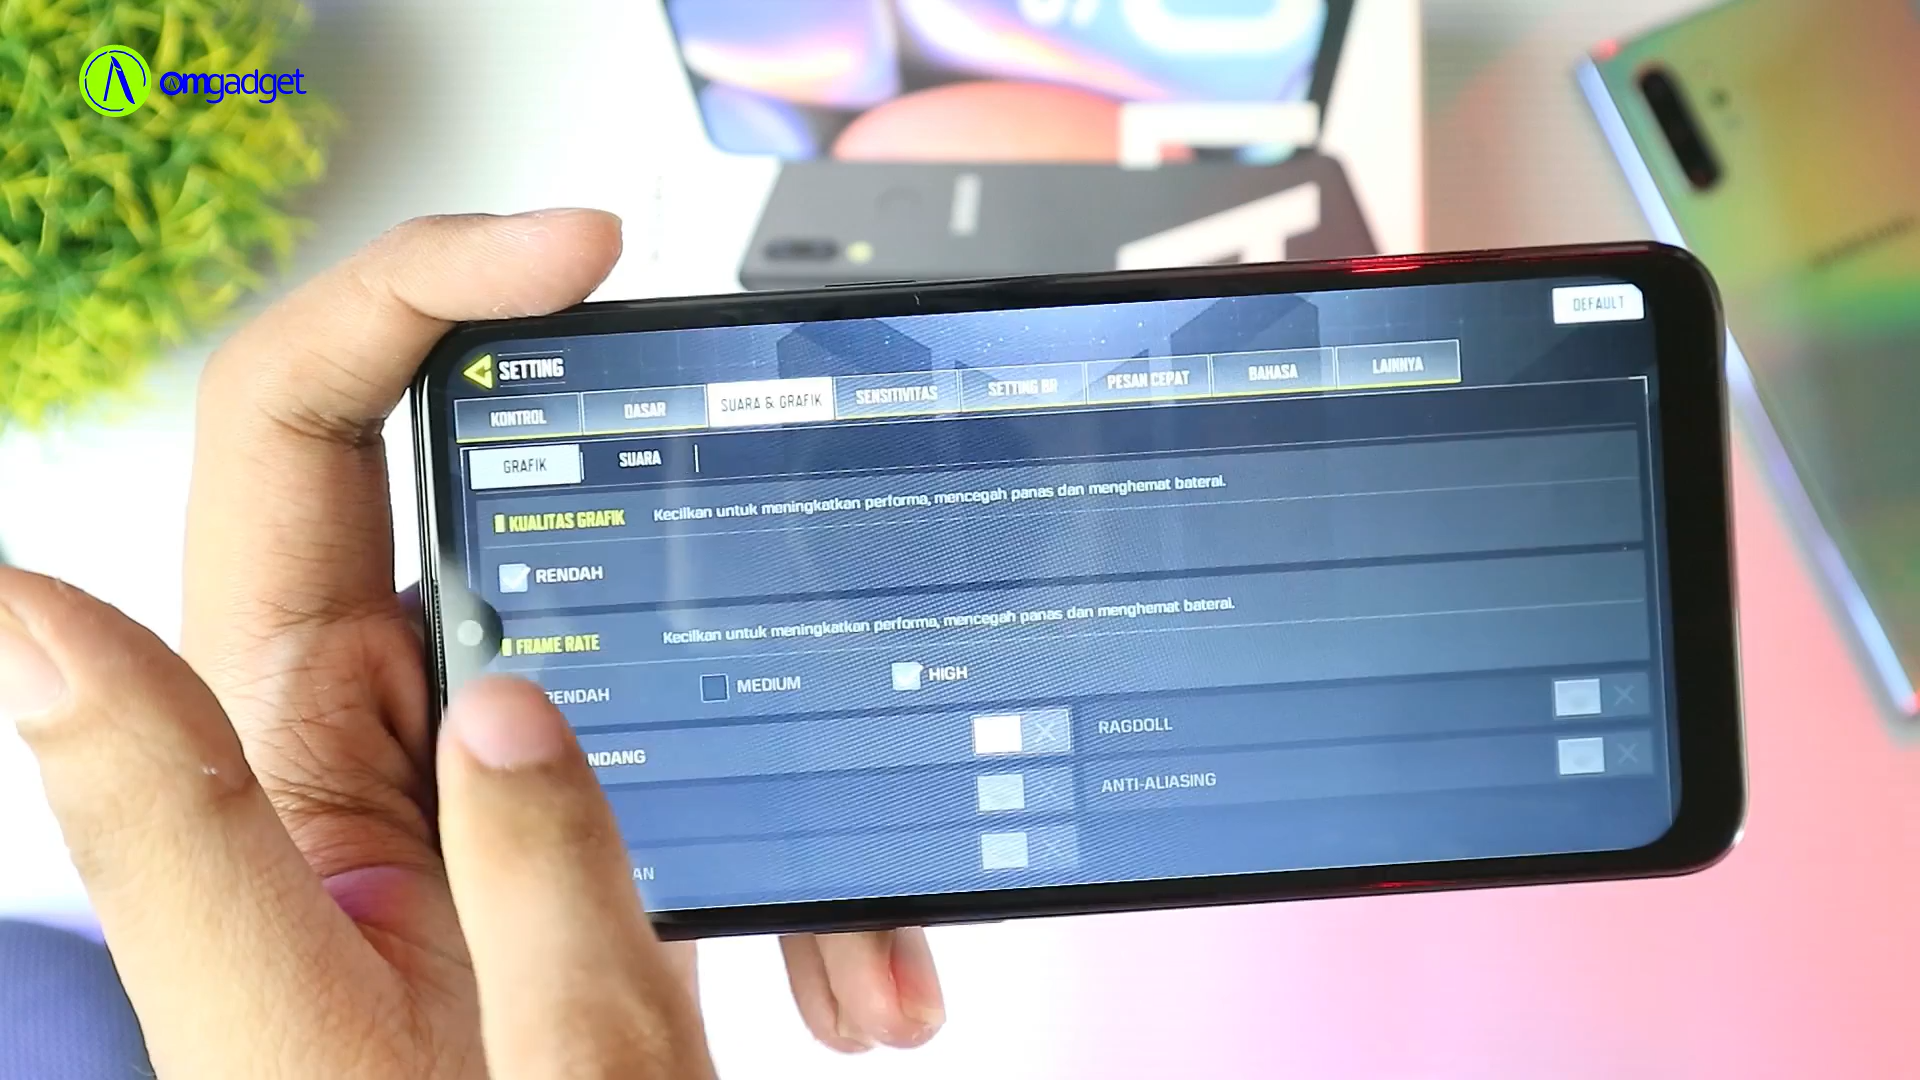 omgadget
SAMSUNG
DEFAULT
SETTING
KONTROL
DASAR
SUARA & GRAFIK
SENSITIVITAS
SETTING BR
PESAN CEPAT
BAHASA
LAINNYA
GRAFIK
SUARA
KUALITAS GRAFIK
Kecilkan untuk meningkatkan performa, mencegah panas dan menghemat baterai.
RENDAH
FRAME RATE
Kecilkan untuk meningkatkan performa, mencegah panas dan menghemat baterai.
RENDAH
MEDIUM
HIGH
NDANG
RAGDOLL
ANTI-ALIASING
AN